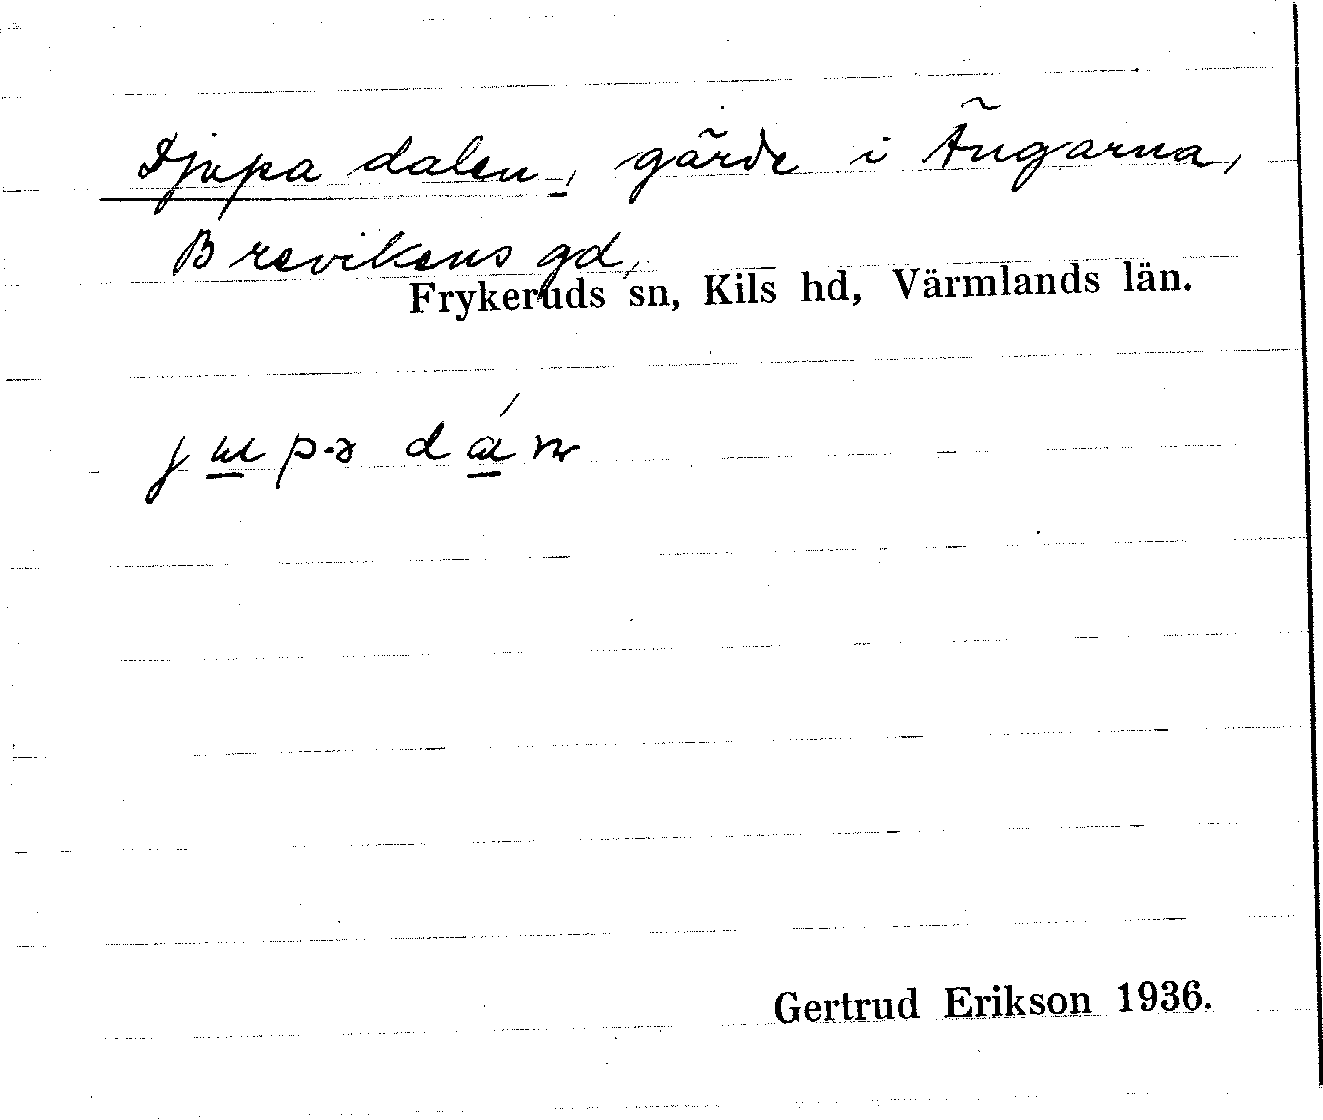 Djupa dalen, gärde i Ängarna,
Brevikens gd,
Frykeruds sn, Kils hd, Värmlands län.
Gertrud Erikson 1936.